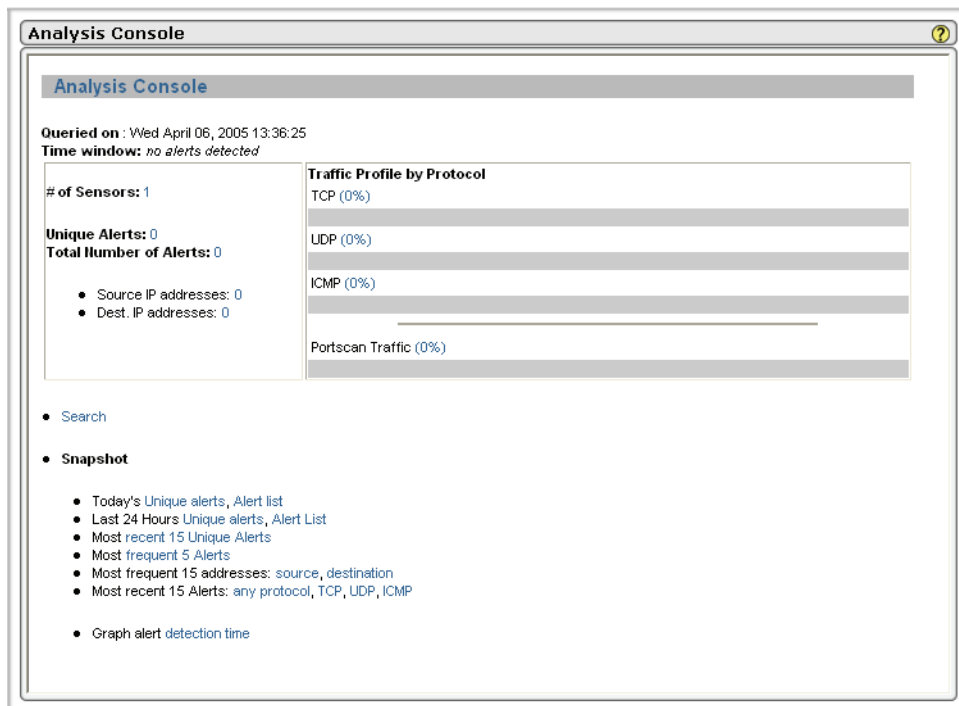 Analysis Console
?
Analysis Console
Queried on : Wed April 06, 2005 13:36:25
Time window: no alerts detected
# of Sensors: 1
Unique Alerts: 0
Total Number of Alerts: 0
• Source IP addresses: 0
• Dest. IP addresses: 0
Traffic Profile by Protocol
TCP (0%)
UDP (0%)
ICMP (0%)
Portscan Traffic (0%)
• Search
• Snapshot
• Today's Unique alerts, Alert list
• Last 24 Hours Unique alerts, Alert List
• Most recent 15 Unique Alerts
• Most frequent 5 Alerts
• Most frequent 15 addresses: source, destination
• Most recent 15 Alerts: any protocol, TCP, UDP, ICMP
• Graph alert detection time